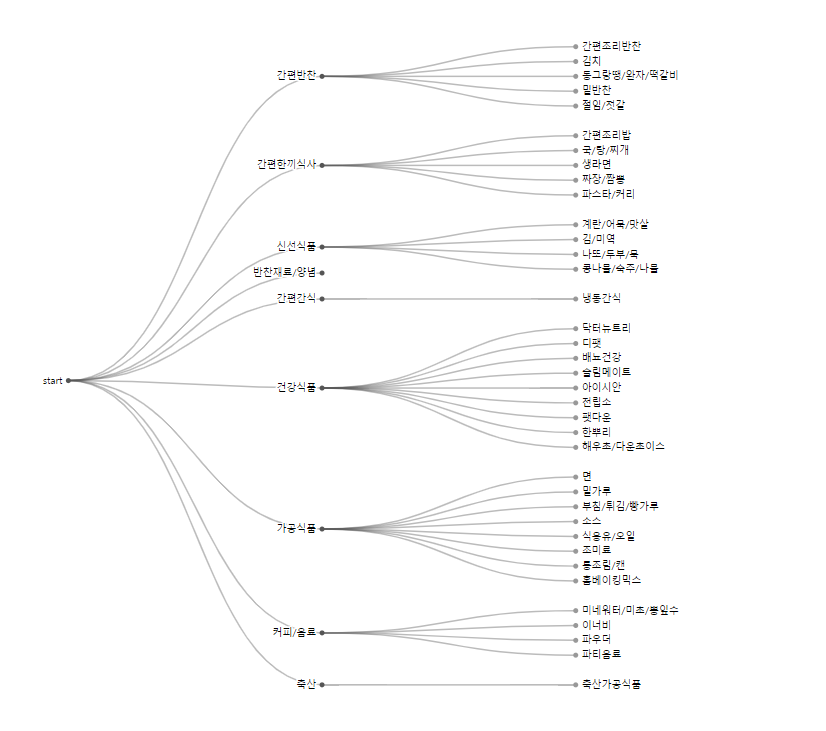 start
간편반찬
간편조리반찬
김치
동그랑땡/완자/떡갈비
밑반찬
절임/젓갈
간편한끼식사
간편조리밥
국/탕/찌개
생라면
짜장/짬뽕
파스타/커리
신선식품
계란/어묵/맛살
김/미역
나또/두부/묵
콩나물/숙주/나물
반찬재료/양념
간편간식
냉동간식
건강식품
닥터뉴트리
디팻
배뇨건강
슬림메이트
아이시안
전립소
팻다운
한뿌리
해우초/다운초이스
가공식품
면
밀가루
부침/튀김/빵가루
소스
식용유/오일
조미료
통조림/캔
홈베이킹믹스
커피/음료
미네워터/미초/뽕잎수
이너비
파우더
파티음료
축산
축산가공식품